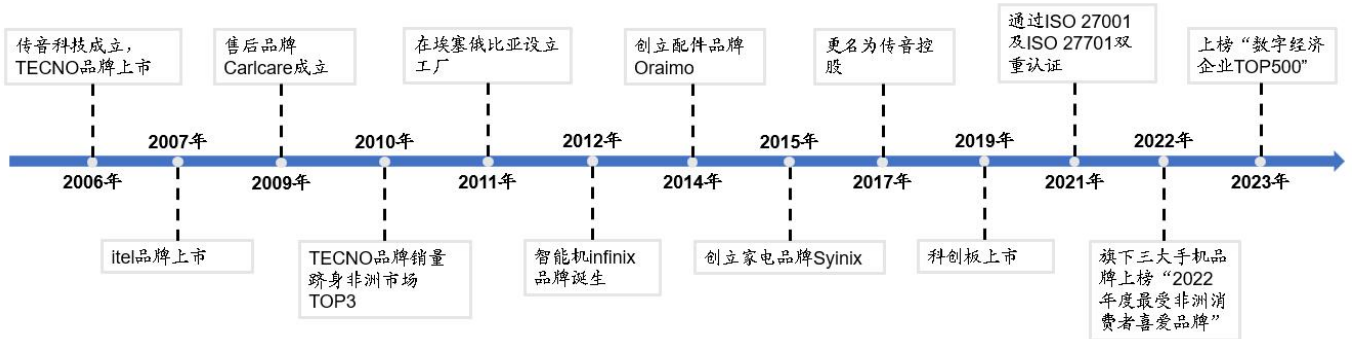 传音科技成立，
TECNO品牌上市
售后品牌
Carlcare成立
在埃塞俄比亚设立
工厂
创立配件品牌
Oraimo
更名为传音控
股
通过ISO 27001
及ISO 27701双
重认证
上榜“数字经济
企业TOP500”
2007年
2010年
2012年
2015年
2019年
2022年
2006年
2009年
2011年
2014年
2017年
2021年
2023年
itel品牌上市
TECNO品牌销量
跻身非洲市场
TOP3
智能机infinix
品牌诞生
创立家电品牌Syinix
科创板上市
旗下三大手机品
牌上榜“2022
年度最受非洲消
费者喜爱品牌”